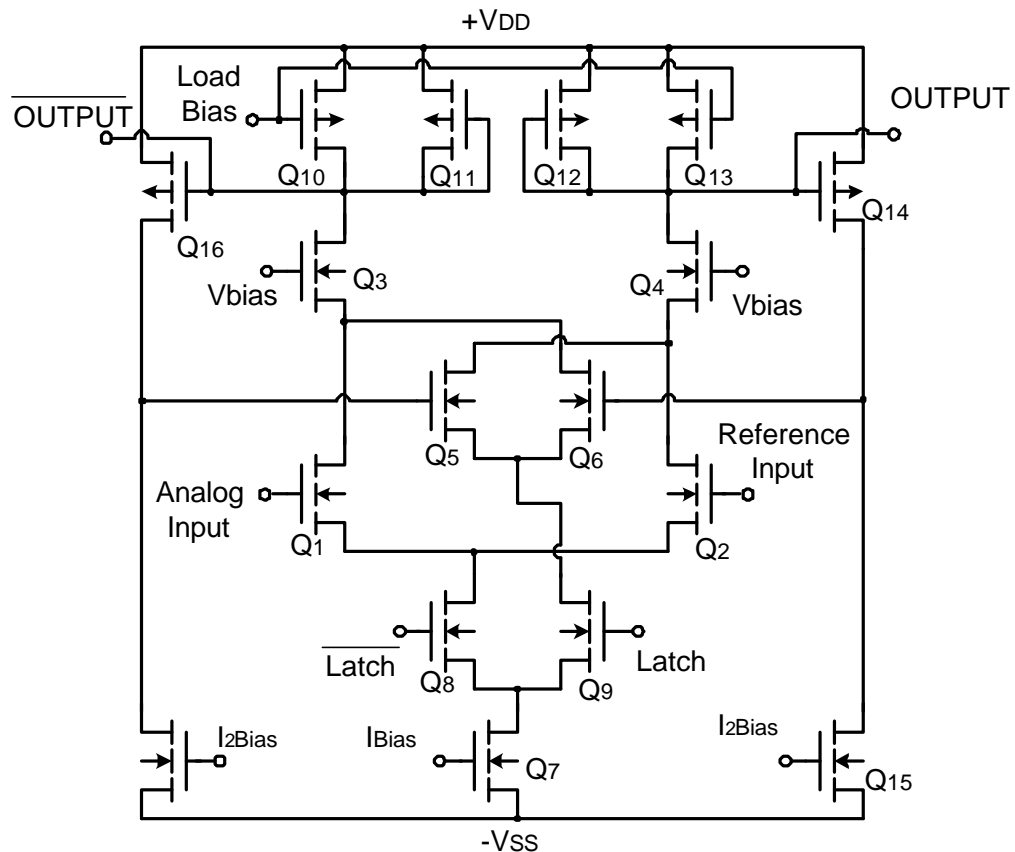 +VDD
Load
Bias
OUTPUT
OUTPUT
Q10
Q11
Q12
Q13
Q14
Q16
Q3
Q4
Vbias
Vbias
Q5
Q6
Reference
Input
Analog
Input
Q1
Q2
Latch
Latch
Q8
Q9
I2Bias
IBias
I2Bias
Q7
Q15
-VSS